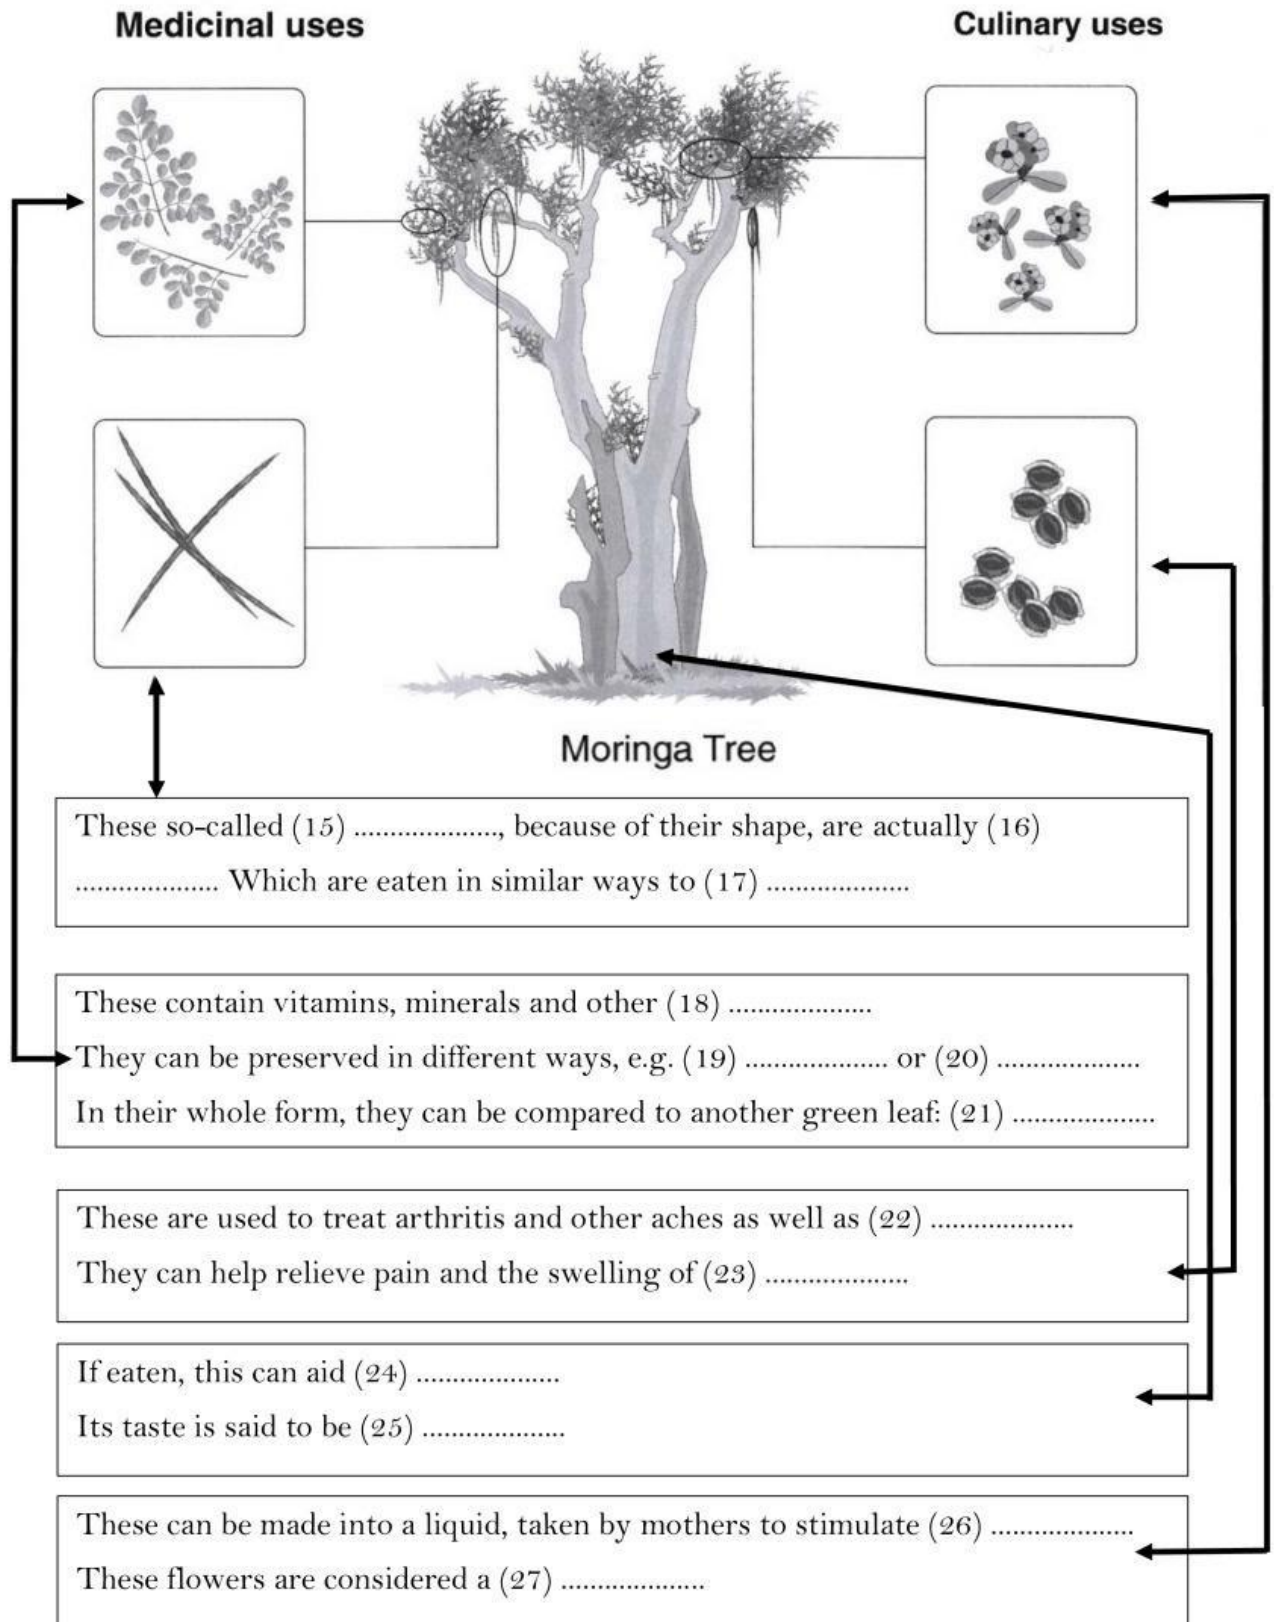 Medicinal uses
Culinary uses
Moringa Tree
These so-called (15) ...................., because of their shape, are actually (16)
.................... Which are eaten in similar ways to (17) ....................
These contain vitamins, minerals and other (18) ....................
They can be preserved in different ways, e.g. (19) .................... or (20) ....................
In their whole form, they can be compared to another green leaf: (21) ....................
These are used to treat arthritis and other aches as well as (22) ....................
They can help relieve pain and the swelling of (23) ....................
If eaten, this can aid (24) ....................
Its taste is said to be (25) ....................
These can be made into a liquid, taken by mothers to stimulate (26) ....................
These flowers are considered a (27) ....................